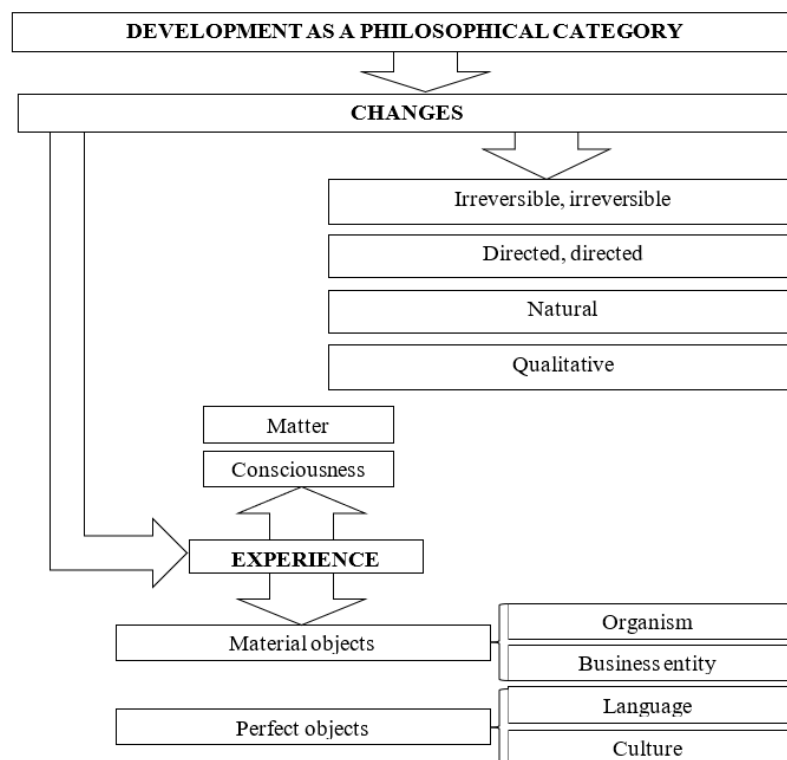 DEVELOPMENT AS A PHILOSOPHICAL CATEGORY
CHANGES
Irreversible, irreversible
Directed, directed
Natural
Qualitative
Matter
Consciousness
EXPERIENCE
Material objects
Organism
Business entity
Perfect objects
Language
Culture